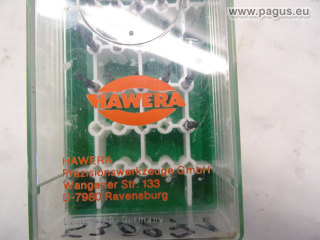 www.pagus.eu
HAWERA
HAWERA
Präzisionswerkzeuge GmbH
Wangener Str. 133
D-7980 Ravensburg